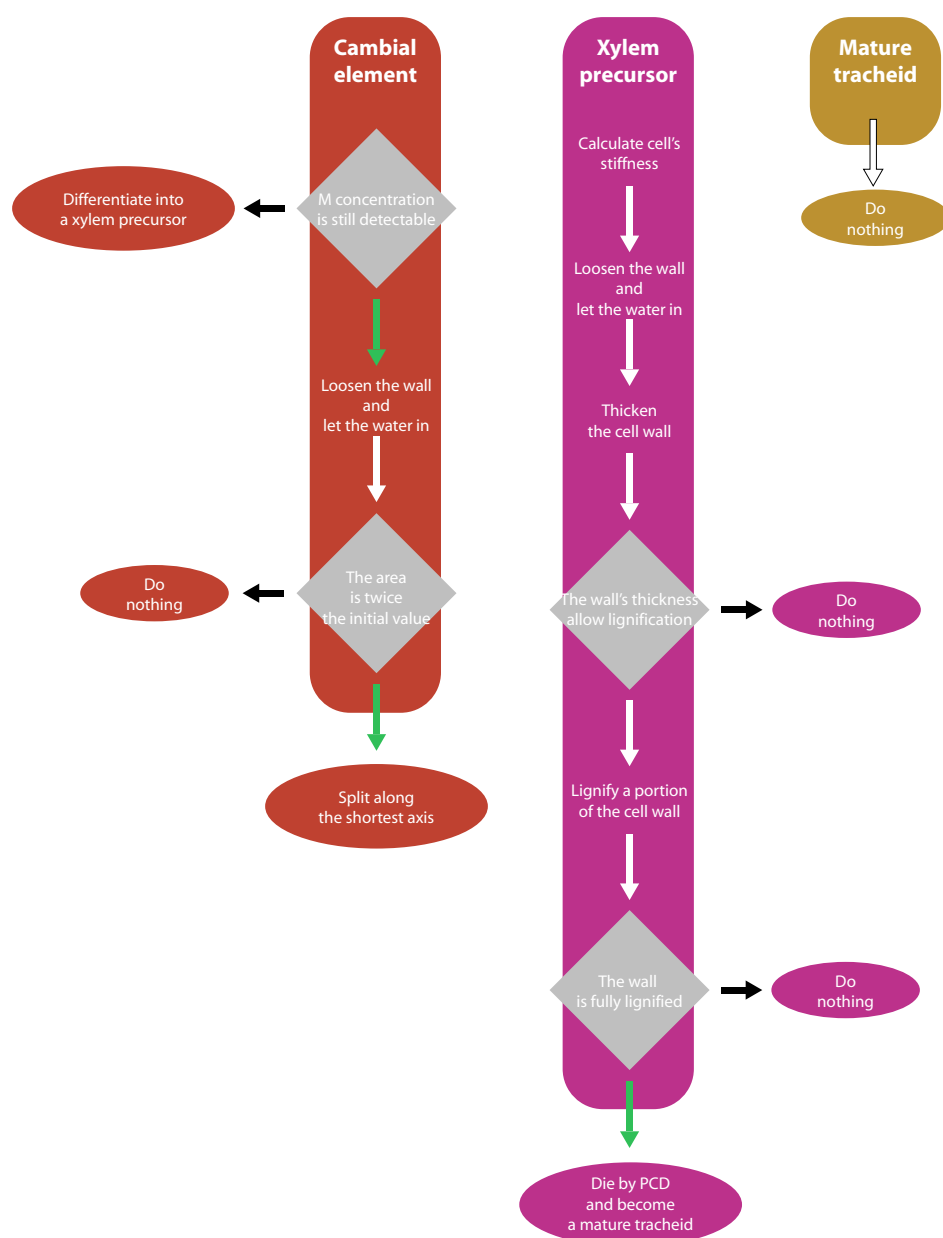 Cambial
element
M concentration
is still detectable
Differentiate into
a xylem precursor
Loosen the wall
and
let the water in
The area
is twice
the initial value
Do
nothing
Split along
the shortest axis
Xylem
precursor
Calculate cell's
stiffness
Loosen the wall
and
let the water in
Thicken
the cell wall
The wall's thickness
allow lignification
Do
nothing
Lignify a portion
of the cell wall
The wall
is fully lignified
Do
nothing
Die by PCD
and become
a mature tracheid
Mature
tracheid
Do
nothing